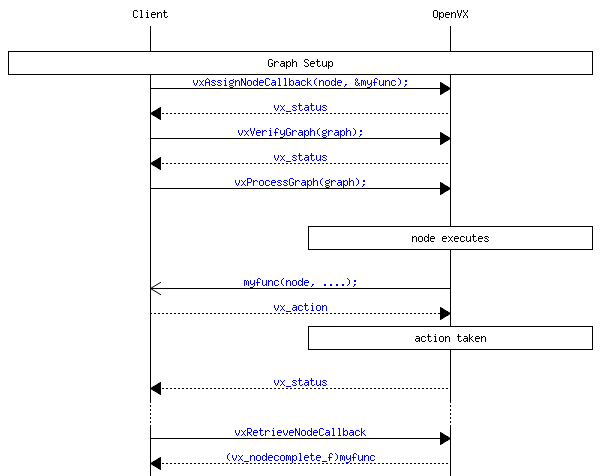 Client OpenVX
Graph Setup
vxAssignNodeCallback(node, &myfunc);
vx_status
vxVerifyGraph(graph);
vx_status
vxProcessGraph(graph);
node executes
myfunc(node, ....);
vx_action
action taken
vx_status
vxRetrieveNodeCallback
(vx_nodecomplete_f)myfunc